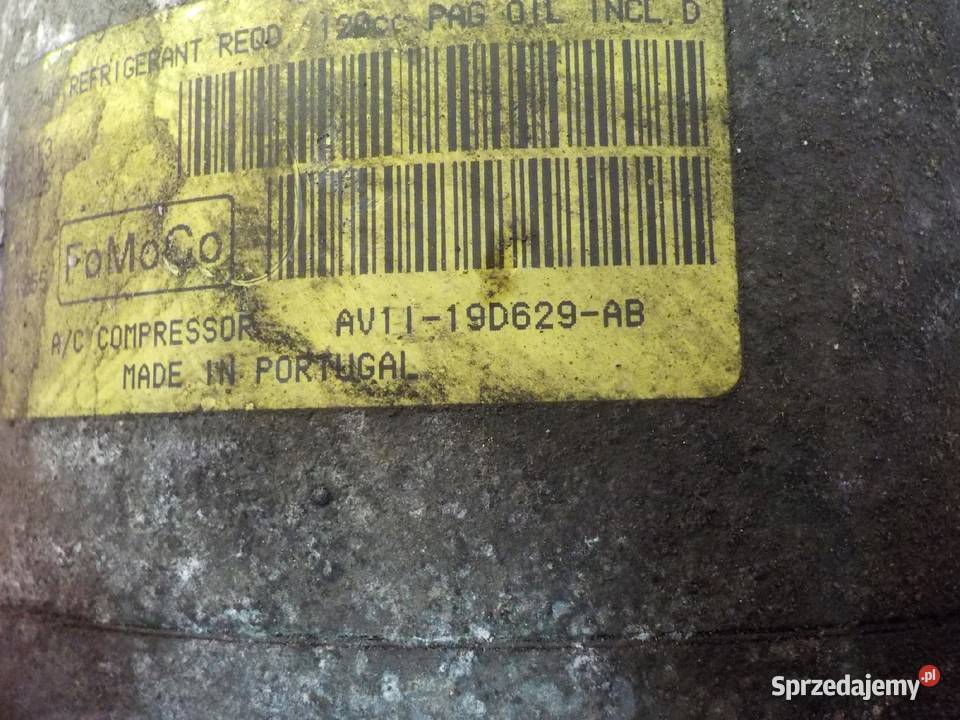 REFRIGERANT REQD. 120cc PAG OIL INCL.D
FoMoCo
A/C COMPRESSOR AV11-19D629-AB
MADE IN PORTUGAL
Sprzedajemy.pl